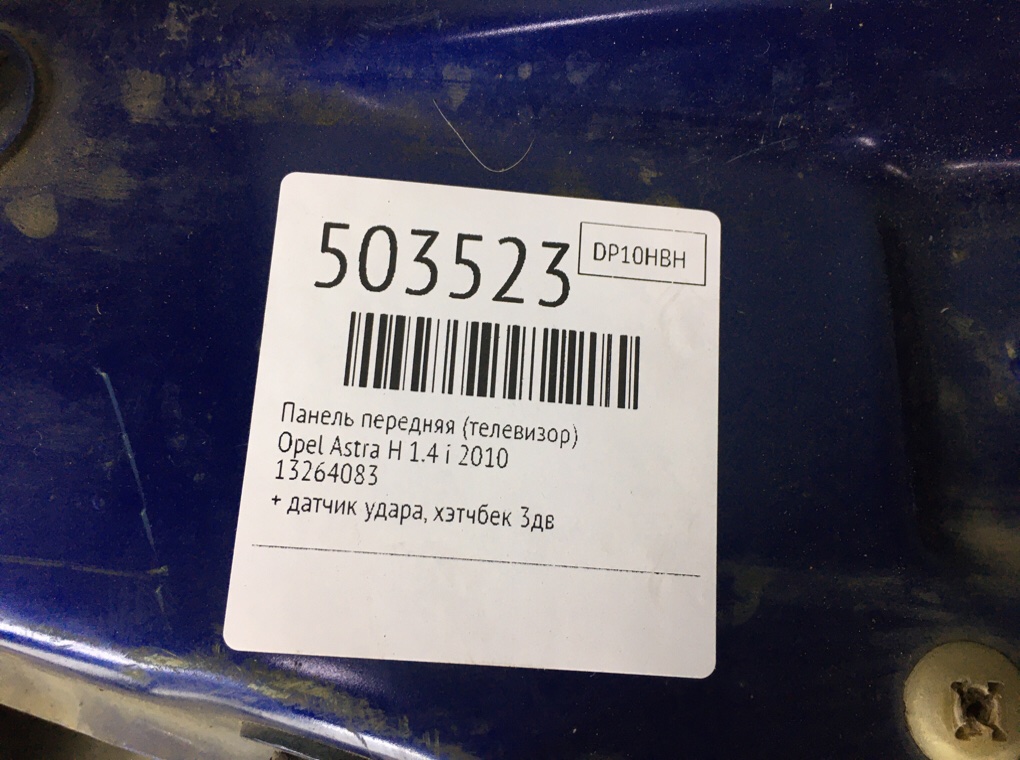 503523
DP10HBH
Панель передняя (телевизор)
Opel Astra H 1.4 i 2010
13264083
+ датчик удара, хэтчбек 3дв